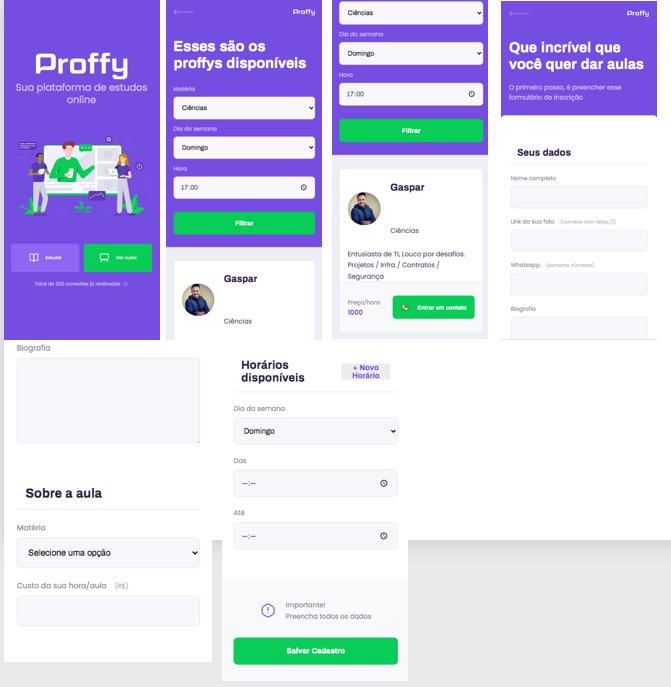 Proffy
Sua plataforma de estudos
online
Estudar
Dar aulas
Total de 200 conexões já realizadas
Proffy
Esses são os
proffys disponíveis
Matéria
Ciências
Dia da semana
Domingo
Hora
17:00
Filtrar
Gaspar
Ciências
Ciências
Dia da semana
Domingo
Hora
17:00
Filtrar
Gaspar
Ciências
Entusiasta de TI, Louco por desafios.
Projetos / Infra / Contratos /
Segurança
Preço/hora
1000
Entrar em contato
Proffy
Que incrível que
você quer dar aulas
O primeiro passo, é preencher esse
formulário de inscrição
Seus dados
Nome completo
Link da sua foto (comece com https://)
Whatsapp (somente números)
Biografia
Biografia
Sobre a aula
Matéria
Selecione uma opção
Custo da sua hora/aula (R$)
Horários
disponíveis
+ Novo
Horário
Dia da semana
Domingo
Das
--:--
Até
--:--
Importante!
Preencha todos os dados
Salvar Cadastro